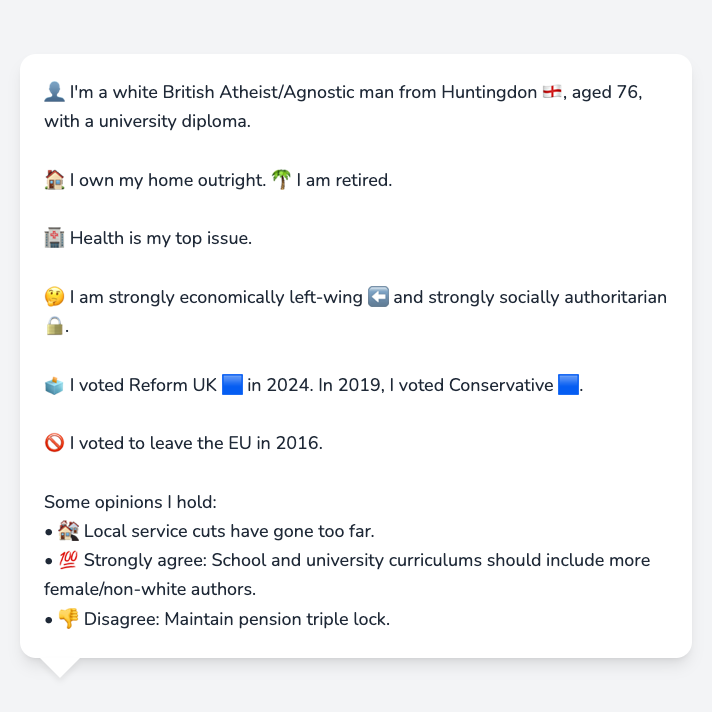 👤 I'm a white British Atheist/Agnostic man from Huntingdon 🏴󠁧󠁢󠁥󠁮󠁧󠁿, aged 76,
with a university diploma.
🏠 I own my home outright. 🌴 I am retired.
🏥 Health is my top issue.
🤔 I am strongly economically left-wing ⬅️ and strongly socially authoritarian
🔒.
🗳️ I voted Reform UK 🟦 in 2024. In 2019, I voted Conservative 🟦.
🚫 I voted to leave the EU in 2016.
Some opinions I hold:
• 🏚️ Local service cuts have gone too far.
• 💯 Strongly agree: School and university curriculums should include more
female/non-white authors.
• 👎 Disagree: Maintain pension triple lock.